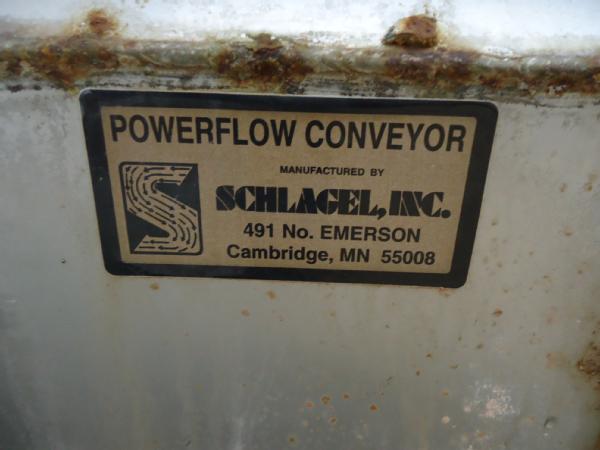 POWERFLOW CONVEYOR
MANUFACTURED BY
SCHLAGEL, INC.
491 No. EMERSON
Cambridge, MN 55008